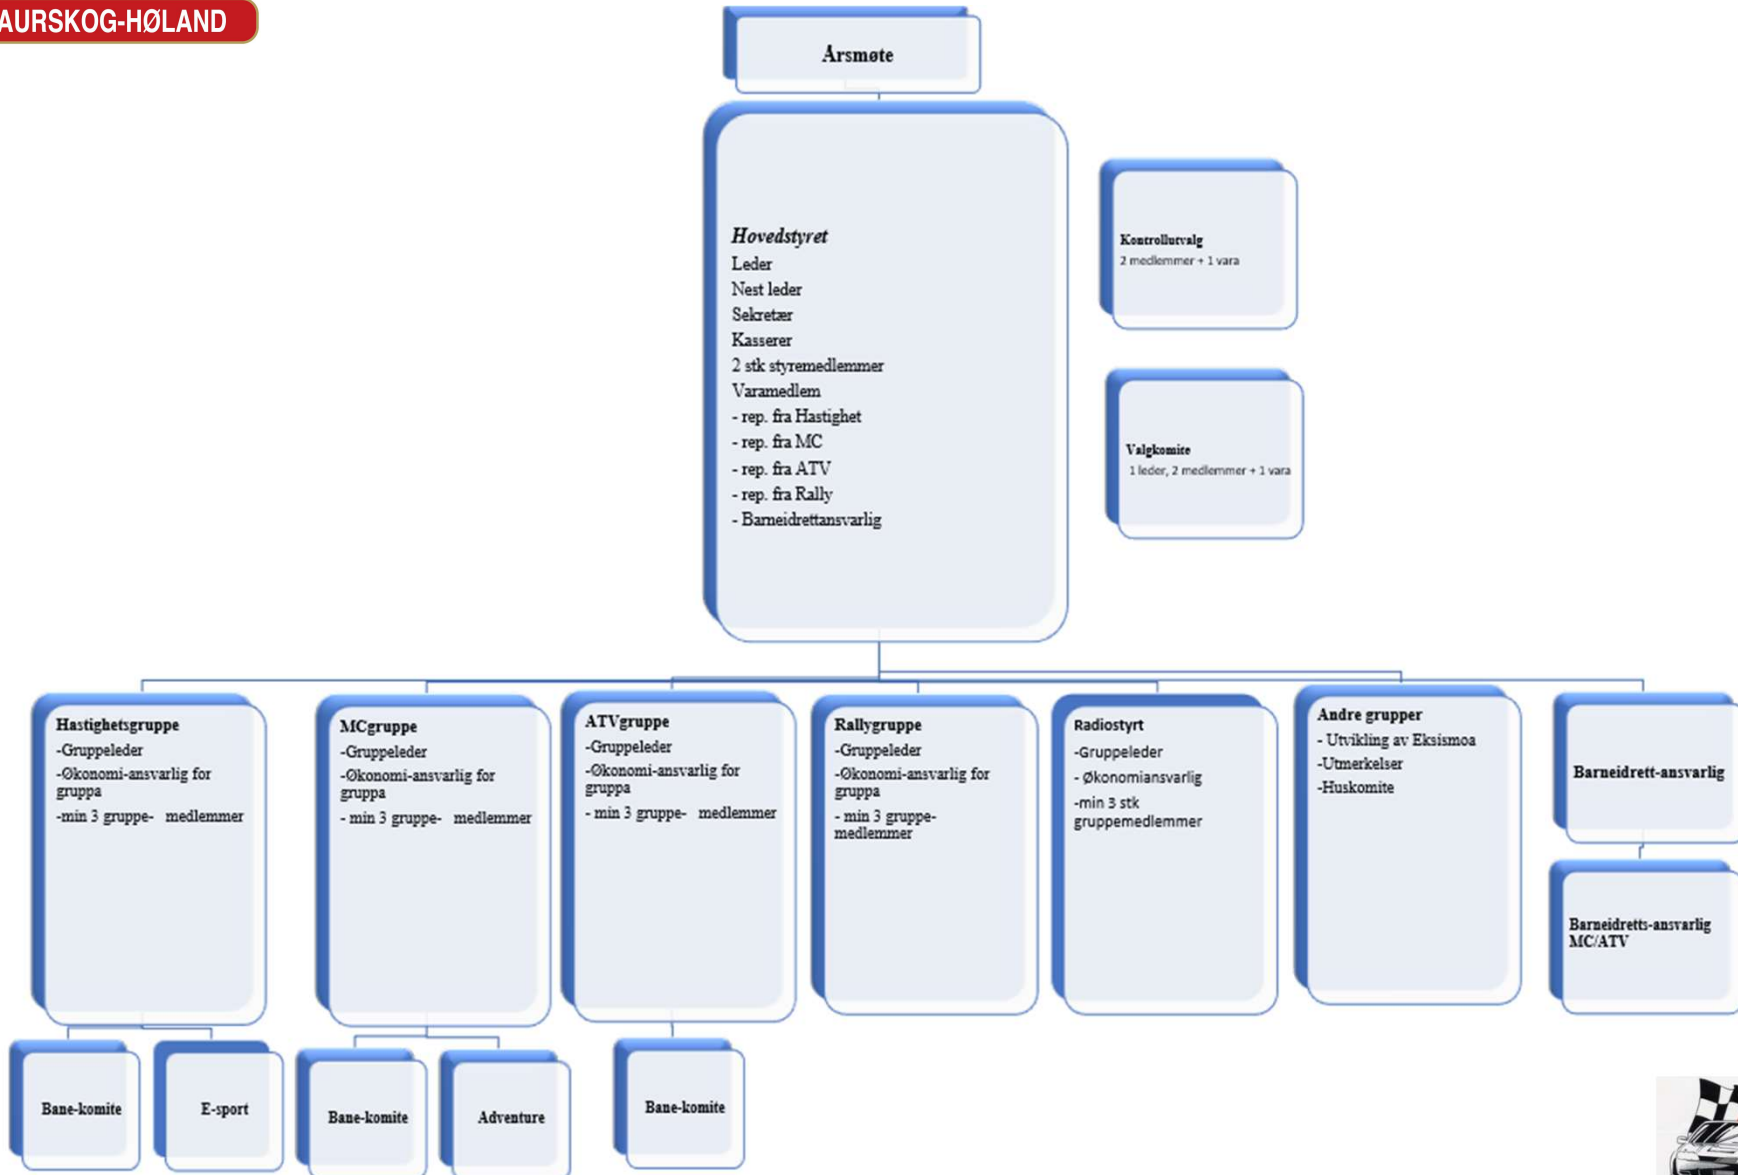 AURSKOG-HØLAND
Årsmøte
Hovedstyret
Leder
Nest leder
Sekretær
Kasserer
2 stk styremedlemmer
Varamedlem
- rep. fra Hastighet
- rep. fra MC
- rep. fra ATV
- rep. fra Rally
- Barneidrettansvarlig
Kontrollutvalg
2 medlemmer + 1 vara
Valgkomite
1 leder, 2 medlemmer + 1 vara
Hastighetsgruppe
-Gruppeleder
-Økonomi-ansvarlig for
gruppa
-min 3 gruppe- medlemmer
MCgruppe
-Gruppeleder
-Økonomi-ansvarlig for
gruppa
- min 3 gruppe- medlemmer
ATVgruppe
-Gruppeleder
-Økonomi-ansvarlig for
gruppa
- min 3 gruppe- medlemmer
Rallygruppe
-Gruppeleder
-Økonomi-ansvarlig for
gruppa
- min 3 gruppe-
medlemmer
Radiostyrt
-Gruppeleder
- Økonomiansvarlig
-min 3 stk
gruppemedlemmer
Andre grupper
- Utvikling av Eksismoa
-Utmerkelser
-Huskomite
Barneidrett-ansvarlig
Barneidretts-ansvarlig
MC/ATV
Bane-komite
E-sport
Bane-komite
Adventure
Bane-komite